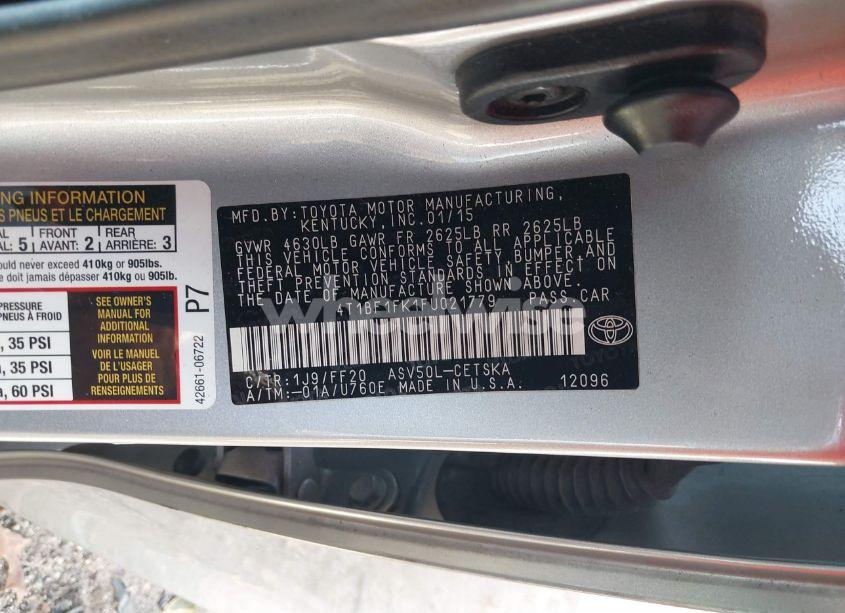 ING INFORMATION
S PNEUS ET LE CHARGEMENT
AL: 5 FRONT AVANT: 2 REAR ARRIÈRE: 3
ould never exceed 410kg or 905lbs.
e doit jamais dépasser 410kg ou 905lb.
PRESSURE
PNEUS À FROID
, 35 PSI
a, 35 PSI
a, 60 PSI
SEE OWNER'S
MANUAL FOR
ADDITIONAL
INFORMATION
VOIR LE MANUEL
DE L'USAGER
POUR PLUS DE
RENSEIGNEMENTS
P7
42661-06722
MFD.BY:TOYOTA MOTOR MANUFACTURING,
KENTUCKY, INC.01/15
GVWR 4630LB GAWR FR 2625LB RR 2625LB
THIS VEHICLE CONFORMS TO ALL APPLICABLE
FEDERAL MOTOR VEHICLE SAFETY, BUMPER, AND
THEFT PREVENTION STANDARDS IN EFFECT ON
THE DATE OF MANUFACTURE SHOWN ABOVE.
4T1BF1FK1FU021779 PASS.CAR
C/TR:1J9/FF20 ASV50L-CETSKA
A/TM:-01A/U760E MADE IN U.S.A. 12096
TOYOTA